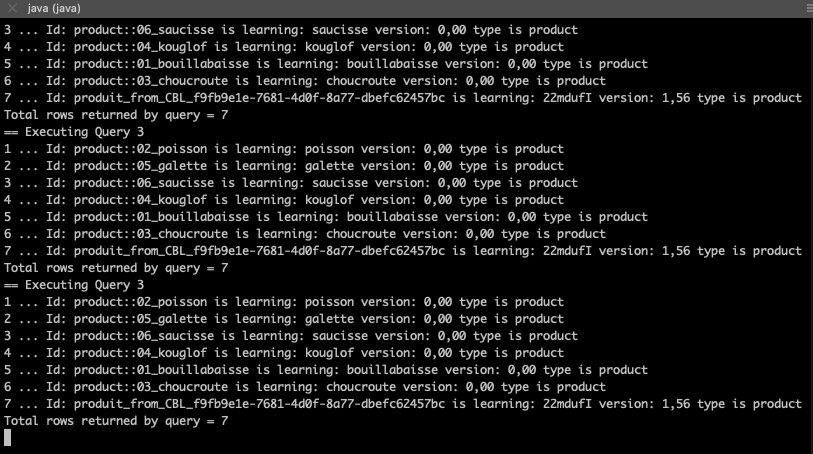 java (java)
3 ... Id: product::06_saucisse is learning: saucisse version: 0,00 type is product
4 ... Id: product::04_kouglof is learning: kouglof version: 0,00 type is product
5 ... Id: product::01_bouillabaisse is learning: bouillabaisse version: 0,00 type is product
6 ... Id: product::03_choucroute is learning: choucroute version: 0,00 type is product
7 ... Id: produit_from_CBL_f9fb9e1e-7681-4d0f-8a77-dbefc62457bc is learning: 22mdufI version: 1,56 type is product
Total rows returned by query = 7
== Executing Query 3
1 ... Id: product::02_poisson is learning: poisson version: 0,00 type is product
2 ... Id: product::05_galette is learning: galette version: 0,00 type is product
3 ... Id: product::06_saucisse is learning: saucisse version: 0,00 type is product
4 ... Id: product::04_kouglof is learning: kouglof version: 0,00 type is product
5 ... Id: product::01_bouillabaisse is learning: bouillabaisse version: 0,00 type is product
6 ... Id: product::03_choucroute is learning: choucroute version: 0,00 type is product
7 ... Id: produit_from_CBL_f9fb9e1e-7681-4d0f-8a77-dbefc62457bc is learning: 22mdufI version: 1,56 type is product
Total rows returned by query = 7
== Executing Query 3
1 ... Id: product::02_poisson is learning: poisson version: 0,00 type is product
2 ... Id: product::05_galette is learning: galette version: 0,00 type is product
3 ... Id: product::06_saucisse is learning: saucisse version: 0,00 type is product
4 ... Id: product::04_kouglof is learning: kouglof version: 0,00 type is product
5 ... Id: product::01_bouillabaisse is learning: bouillabaisse version: 0,00 type is product
6 ... Id: product::03_choucroute is learning: choucroute version: 0,00 type is product
7 ... Id: produit_from_CBL_f9fb9e1e-7681-4d0f-8a77-dbefc62457bc is learning: 22mdufI version: 1,56 type is product
Total rows returned by query = 7